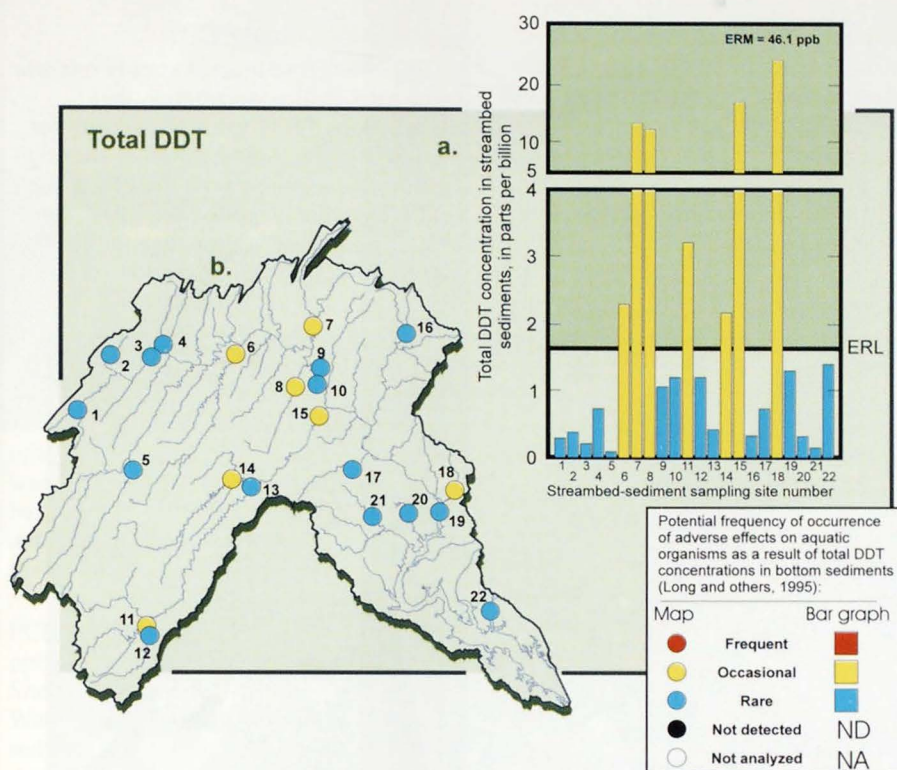 Total DDT
a.
b.
Total DDT concentration in streambed
sediments, in parts per billion
30
20
10
5
4
3
2
1
0
ERM = 46.1 ppb
ERL
1 3 5 7 9 11 13 15 17 19 21
2 4 6 8 10 12 14 16 18 20 22
Streambed-sediment sampling site number
1
2
3
4
5
6
7
8
9
10
11
12
13
14
15
16
17
18
19
20
21
22
Potential frequency of occurrence
of adverse effects on aquatic
organisms as a result of total DDT
concentrations in bottom sediments
(Long and others, 1995):
Map Bar graph
Frequent
Occasional
Rare
Not detected ND
Not analyzed NA